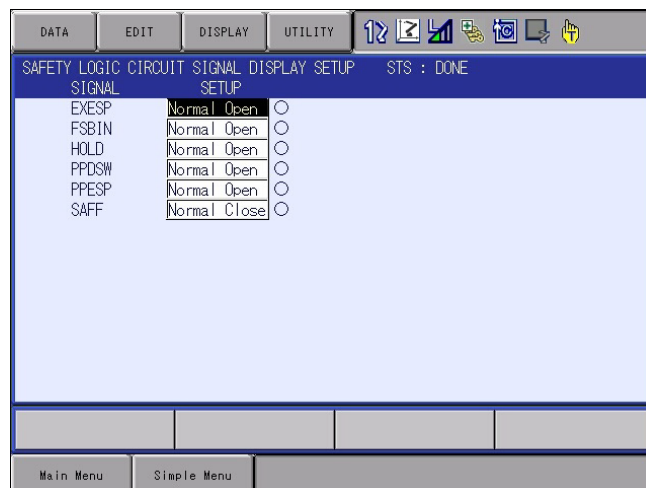 DATA EDIT DISPLAY UTILITY
SAFETY LOGIC CIRCUIT SIGNAL DISPLAY SETUP STS : DONE
SIGNAL SETUP
EXESP Normal Open
FSBIN Normal Open
HOLD Normal Open
PPDSW Normal Open
PPESP Normal Open
SAFF Normal Close
Main Menu Simple Menu